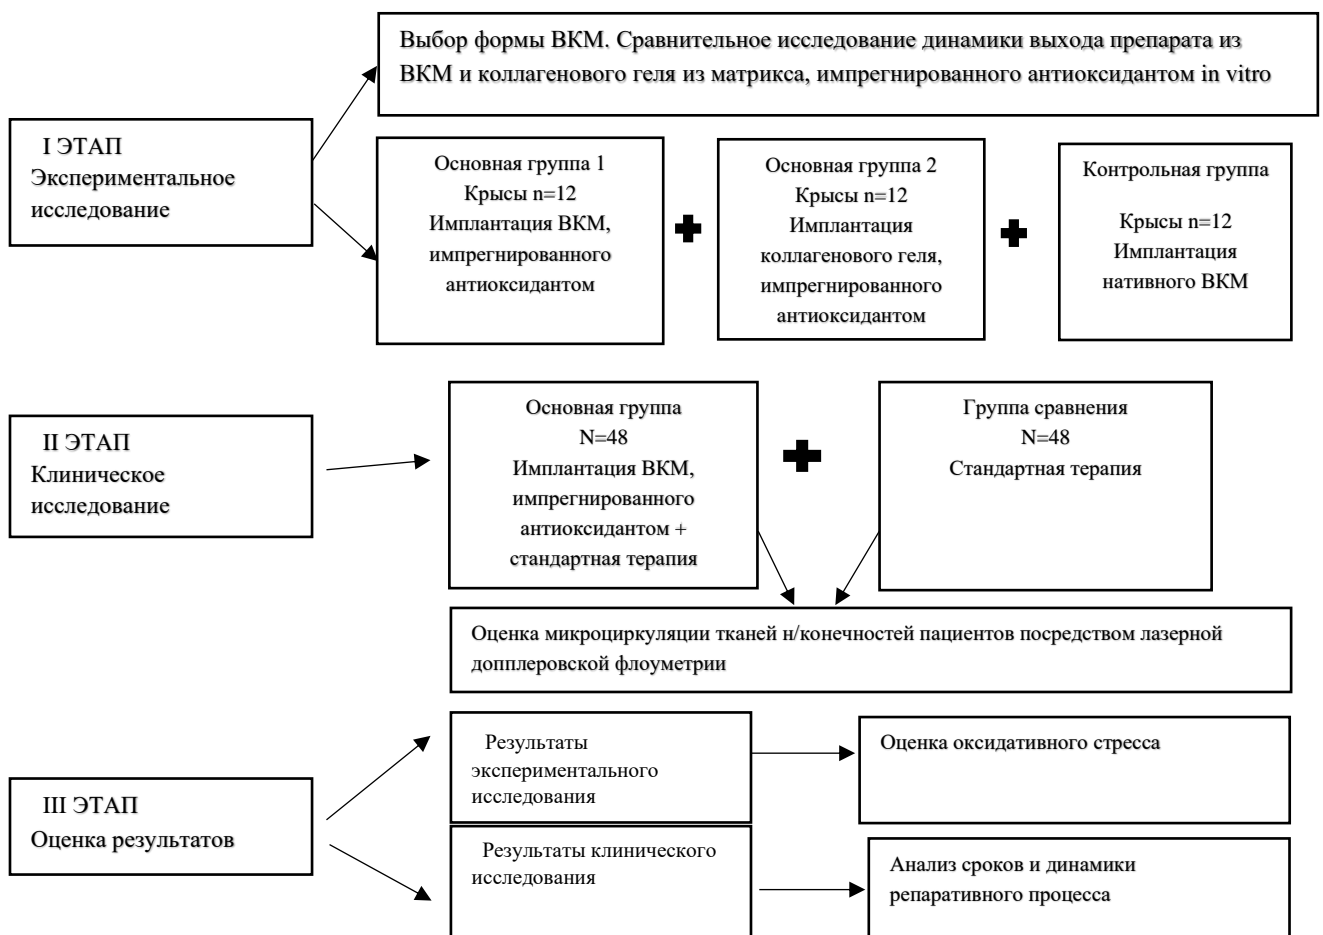 Выбор формы ВКМ. Сравнительное исследование динамики выхода препарата из
ВКМ и коллагенового геля из матрикса, импрегнированного антиоксидантом in vitro
I ЭТАП
Экспериментальное
исследование
Основная группа 1
Крысы n=12
Имплантация ВКМ,
импрегнированного
антиоксидантом
Основная группа 2
Крысы n=12
Имплантация
коллагенового геля,
импрегнированного
антиоксидантом
Контрольная группа
Крысы n=12
Имплантация
нативного ВКМ
II ЭТАП
Клиническое
исследование
Основная группа
N=48
Имплантация ВКМ,
импрегнированного
антиоксидантом +
стандартная терапия
Группа сравнения
N=48
Стандартная терапия
Оценка микроциркуляции тканей н/конечностей пациентов посредством лазерной
допплеровской флоуметрии
III ЭТАП
Оценка результатов
Результаты
экспериментального
исследования
Оценка оксидативного стресса
Результаты клинического
исследования
Анализ сроков и динамики
репаративного процесса